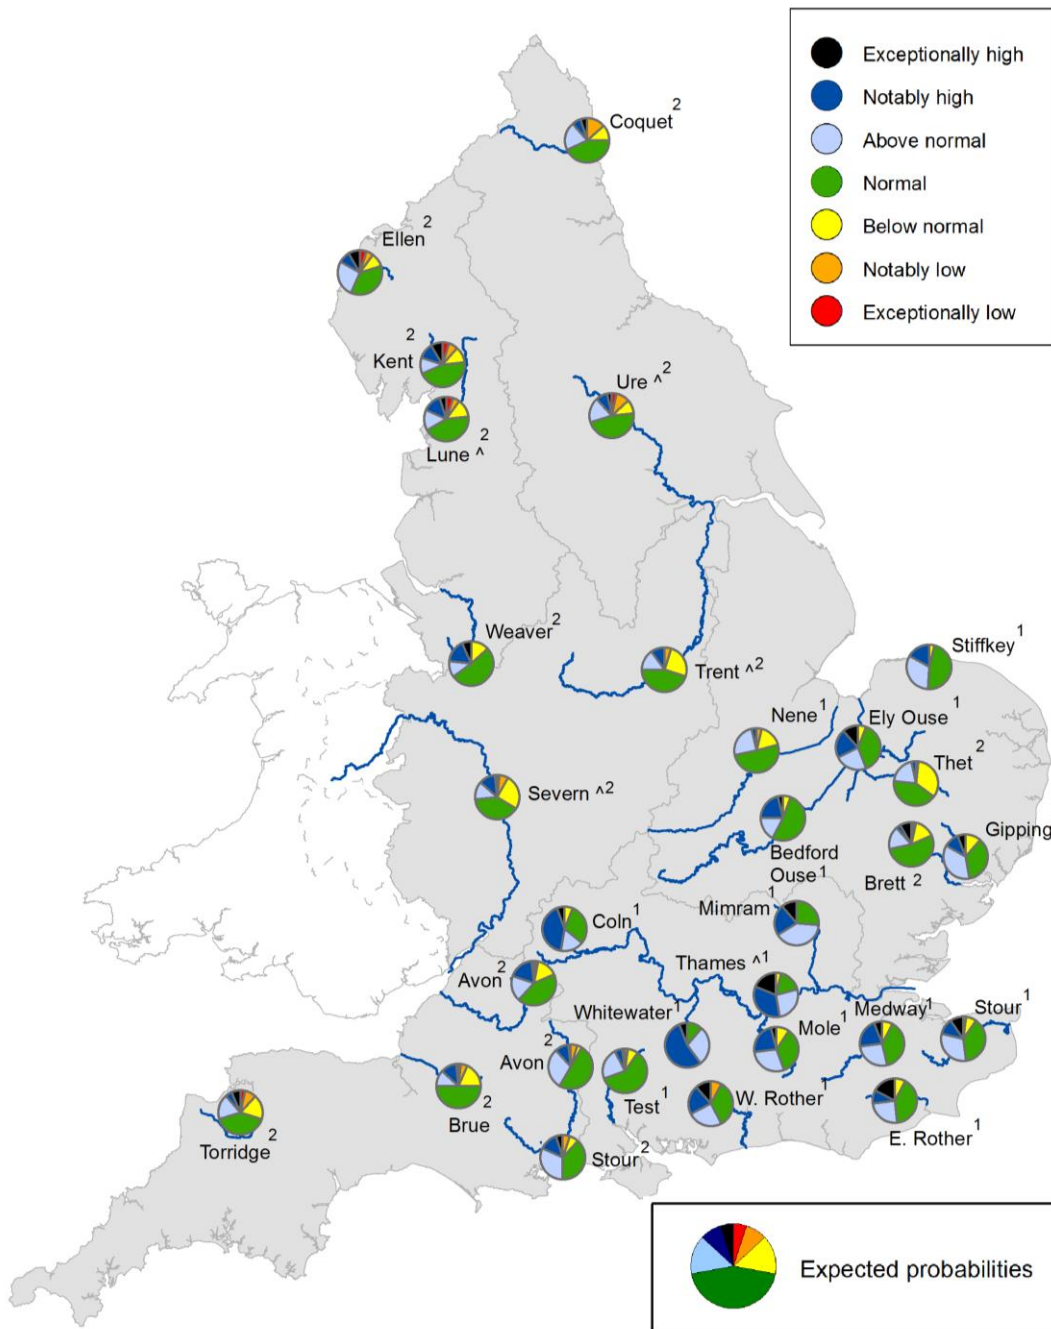 Exceptionally high
Notably high
Above normal
Normal
Below normal
Notably low
Exceptionally low
Coquet 2
Ellen 2
Kent 2
Ure ^ 2
Lune ^ 2
Weaver 2
Trent ^ 2
Stiffkey 1
Nene 1
Ely Ouse 1
Thet 2
Severn ^ 2
Gipping
Bedford
Ouse 1
Brett 2
Mimram 1
Coln 1
Thames ^ 1
Avon 2
Whitewater 1
Medway 1
Stour 1
Mole 1
Avon 2
Test 1
W. Rother 1
E. Rother 1
Brue 2
Torridge 2
Stour 2
Expected probabilities